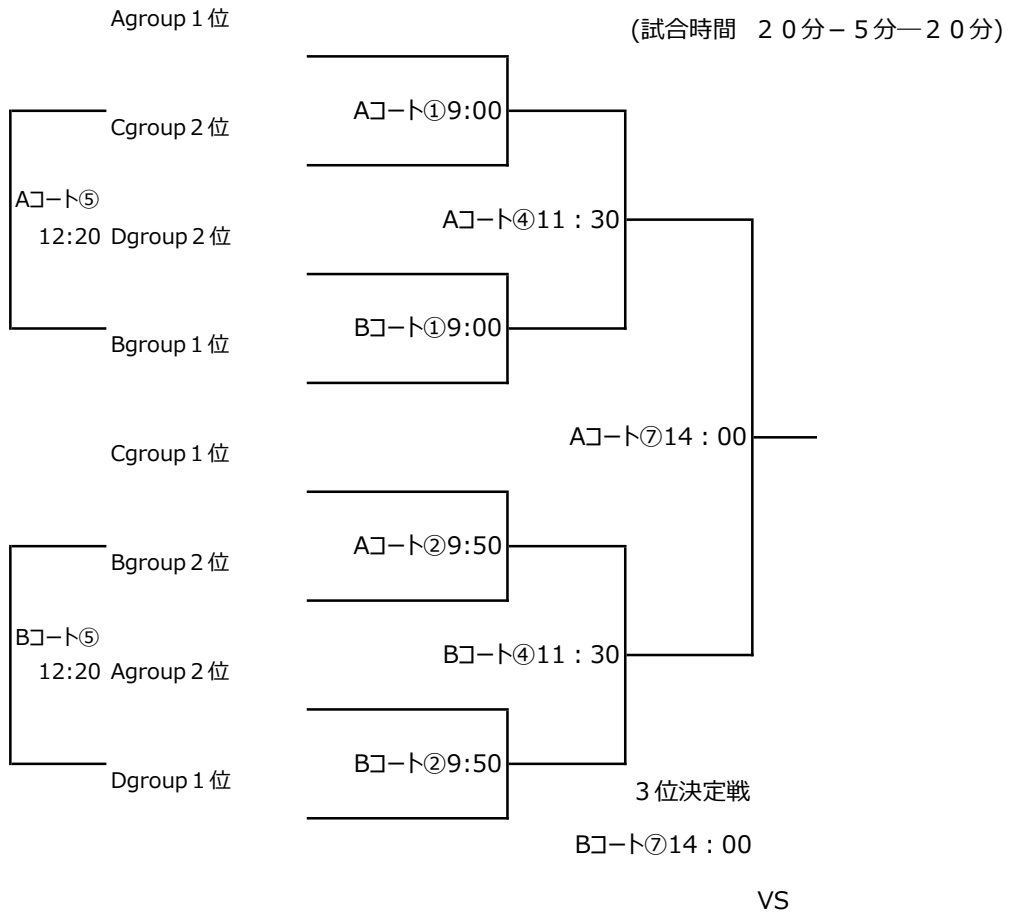 Agroup１位
(試合時間　２０分－５分―２０分)
Aコート①9:00
Cgroup２位
Aコート⑤
12:20
Dgroup２位
Aコート④11：30
Bコート①9:00
Bgroup１位
Aコート⑦14：00
Cgroup１位
Aコート②9:50
Bgroup２位
Bコート⑤
12:20
Agroup２位
Bコート④11：30
Bコート②9:50
Dgroup１位
３位決定戦
Bコート⑦14：00
VS